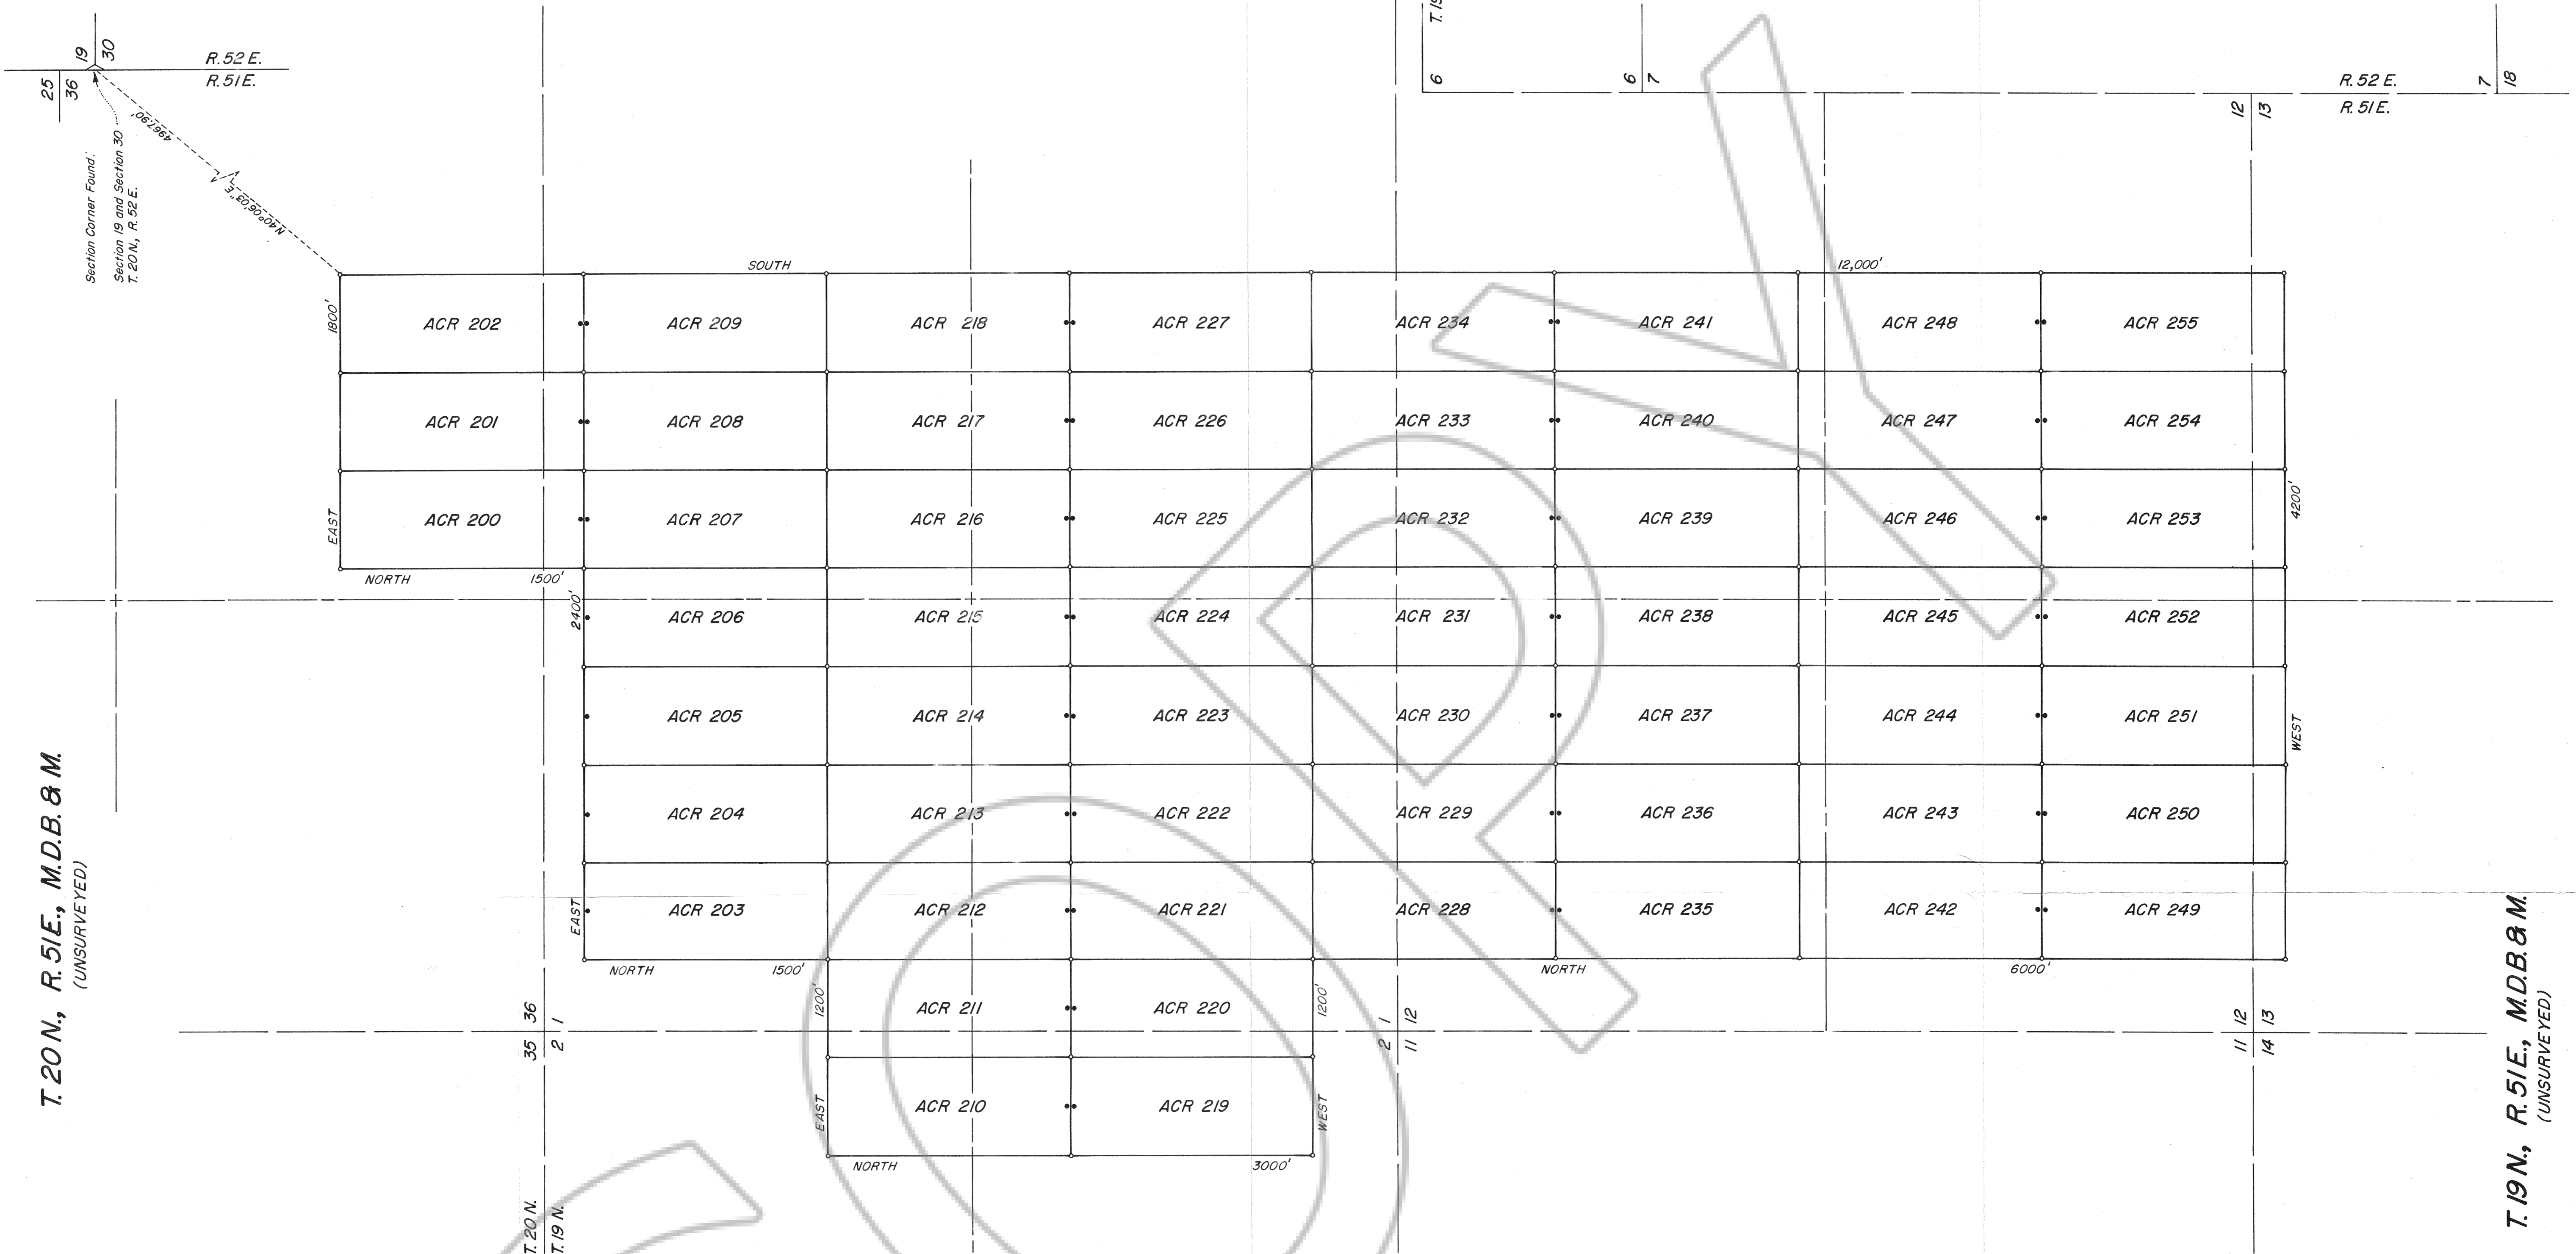 19
30
R. 52 E.
R. 51 E.
25
36
Section Corner Found:
Section 19 and Section 30
T. 20 N., R. 52 E.
4967.90'
N40°06'03"E
6
6
7
R. 52 E.
R. 51 E.
7
18
12
13
SOUTH
12,000'
1800'
ACR 202
ACR 209
ACR 218
ACR 227
ACR 234
ACR 241
ACR 248
ACR 255
ACR 201
ACR 208
ACR 217
ACR 226
ACR 233
ACR 240
ACR 247
ACR 254
EAST
ACR 200
ACR 207
ACR 216
ACR 225
ACR 232
ACR 239
ACR 246
ACR 253
4200'
NORTH
1500'
2400'
ACR 206
ACR 215
ACR 224
ACR 231
ACR 238
ACR 245
ACR 252
ACR 205
ACR 214
ACR 223
ACR 230
ACR 237
ACR 244
ACR 251
WEST
ACR 204
ACR 213
ACR 222
ACR 229
ACR 236
ACR 243
ACR 250
EAST
ACR 203
ACR 212
ACR 221
ACR 228
ACR 235
ACR 242
ACR 249
NORTH
1500'
NORTH
6000'
1200'
ACR 211
ACR 220
1200'
36
1
35
2
1
12
2
11
12
13
11
14
EAST
ACR 210
ACR 219
WEST
NORTH
3000'
T. 20 N.
T. 19 N.
T. 20 N., R. 51 E., M.D.B. & M.
(UNSURVEYED)
T. 19 N., R. 51 E., M.D.B. & M.
(UNSURVEYED)
COPY